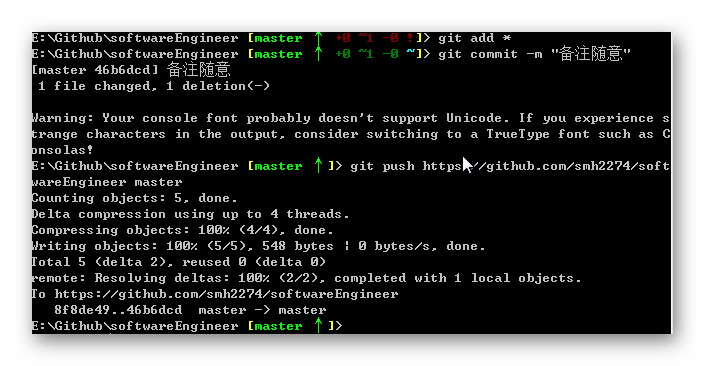 E:\Github\softwareEngineer [master ↑ +0 ~1 -0 !]> git add *
E:\Github\softwareEngineer [master ↑ +0 ~1 -0 ~]> git commit -m "备注随意"
[master 46b6dcd] 备注随意
 1 file changed, 1 deletion(-)
Warning: Your console font probably doesn't support Unicode. If you experience s
trange characters in the output, consider switching to a TrueType font such as C
onsolas!
E:\Github\softwareEngineer [master ↑]> git push https://github.com/smh2274/soft
wareEngineer master
Counting objects: 5, done.
Delta compression using up to 4 threads.
Compressing objects: 100% (4/4), done.
Writing objects: 100% (5/5), 548 bytes | 0 bytes/s, done.
Total 5 (delta 2), reused 0 (delta 0)
remote: Resolving deltas: 100% (2/2), completed with 1 local objects.
To https://github.com/smh2274/softwareEngineer
   8f8de49..46b6dcd  master -> master
E:\Github\softwareEngineer [master ↑]>